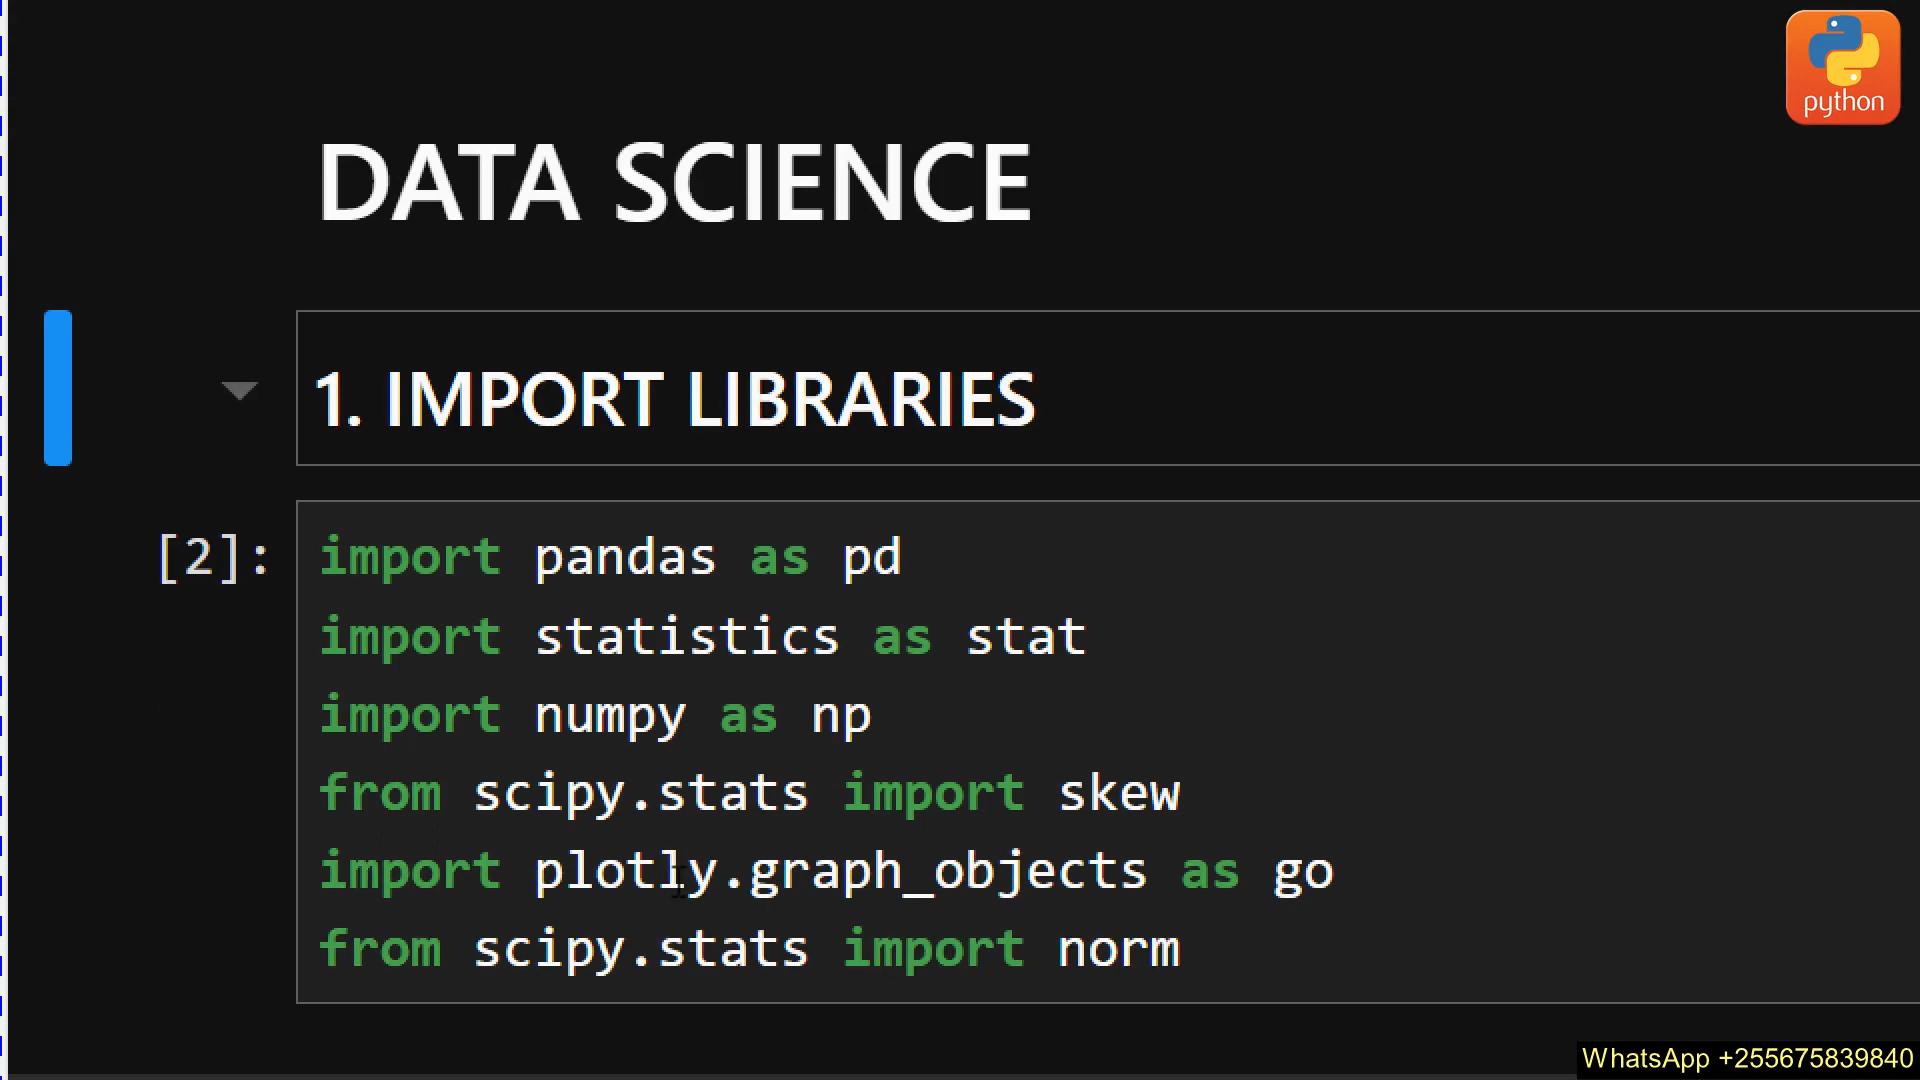 python
DATA SCIENCE
1. IMPORT LIBRARIES
[2]:
import pandas as pd
import statistics as stat
import numpy as np
from scipy.stats import skew
import plotly.graph_objects as go
from scipy.stats import norm
WhatsApp +255675839840